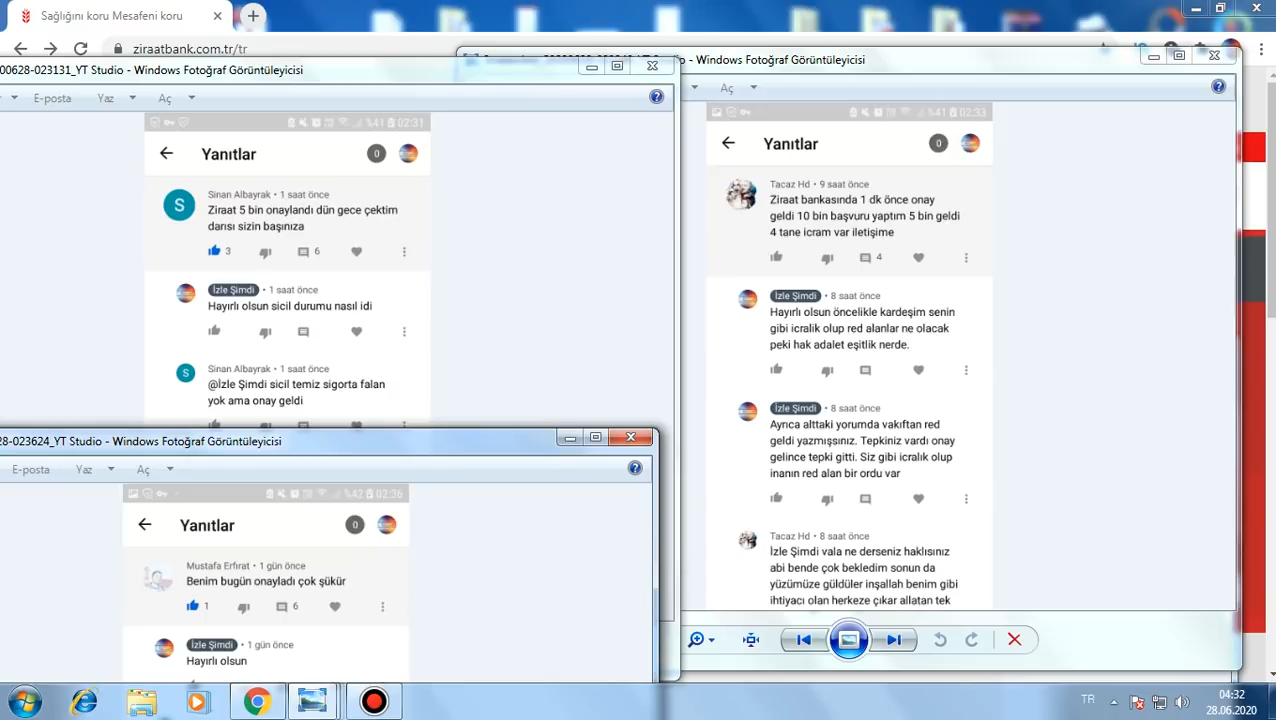 Sağlığını koru Mesafeni koru
ziraatbank.com.tr/tr
00628-023131_YT Studio - Windows Fotoğraf Görüntüleyicisi
E-posta Yaz Aç
%41 02:31
Yanıtlar 0
S
Sinan Albayrak • 1 saat önce
Ziraat 5 bin onaylandı dün gece çektim
darısı sizin başınıza
3 6
İzle Şimdi • 1 saat önce
Hayırlı olsun sicil durumu nasıl idi
S
Sinan Albayrak • 1 saat önce
@İzle Şimdi sicil temiz sigorta falan
yok ama onay geldi
28-023624_YT Studio - Windows Fotoğraf Görüntüleyicisi
E-posta Yaz Aç
%42 02:36
Yanıtlar 0
Mustafa Erfırat • 1 gün önce
Benim bugün onayladı çok şükür
1 6
İzle Şimdi • 1 gün önce
Hayırlı olsun
- Windows Fotoğraf Görüntüleyicisi
Aç
%41 02:33
Yanıtlar 0
Tacaz Hd • 9 saat önce
Ziraat bankasında 1 dk önce onay
geldi 10 bin başvuru yaptım 5 bin geldi
4 tane icram var iletişime
4
İzle Şimdi • 8 saat önce
Hayırlı olsun öncelikle kardeşim senin
gibi icralik olup red alanlar ne olacak
peki hak adalet eşitlik nerde.
İzle Şimdi • 8 saat önce
Ayrıca alttaki yorumda vakıftan red
geldi yazmışsınız. Tepkiniz vardı onay
gelince tepki gitti. Siz gibi icralık olup
inanın red alan bir ordu var
Tacaz Hd • 8 saat önce
İzle Şimdi vala ne derseniz haklısınız
abi bende çok bekledim sonun da
yüzümüze güldüler inşallah benim gibi
ihtiyacı olan herkeze çıkar allatan tek
TR
04:32
28.06.2020